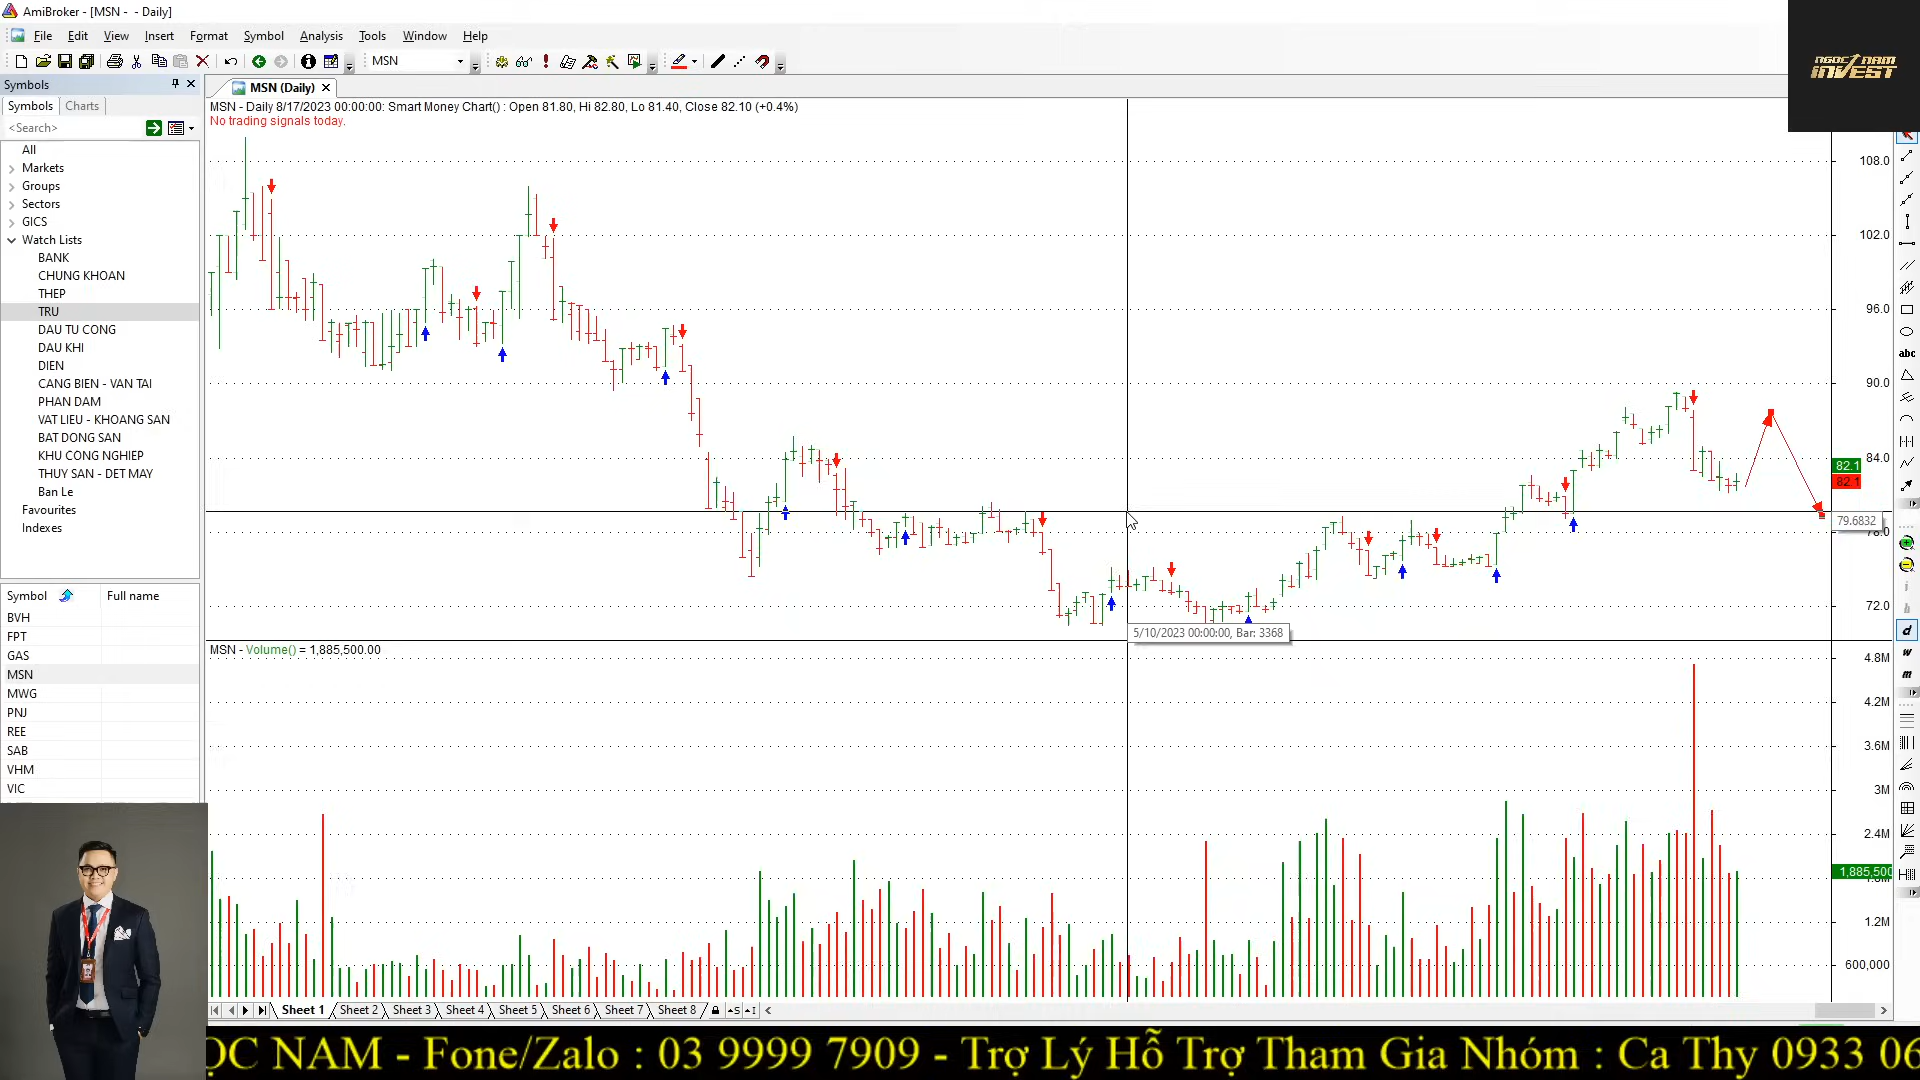 AmiBroker - [MSN - - Daily]
File Edit View Insert Format Symbol Analysis Tools Window Help
MSN
NGOC NAM
INVEST
Symbols
MSN (Daily)
Symbols Charts
<Search>
MSN - Daily 8/17/2023 00:00:00: Smart Money Chart() : Open 81.80, Hi 82.80, Lo 81.40, Close 82.10 (+0.4%)
No trading signals today.
All
Markets
Groups
Sectors
GICS
Watch Lists
BANK
CHUNG KHOAN
THEP
TRU
DAU TU CONG
DAU KHI
DIEN
CANG BIEN - VAN TAI
PHAN DAM
VAT LIEU - KHOANG SAN
BAT DONG SAN
KHU CONG NGHIEP
THUY SAN - DET MAY
Ban Le
Favourites
Indexes
108.0
102.0
96.0
90.0
84.0
82.1
82.1
79.6832
78.0
72.0
5/10/2023 00:00:00, Bar: 3368
abc
d
w
m
Symbol Full name
BVH
FPT
GAS
MSN
MWG
PNJ
REE
SAB
VHM
VIC
MSN - Volume() = 1,885,500.00
4.8M
4.2M
3.6M
3M
2.4M
1,885,500
1.2M
600,000
Sheet 1 Sheet 2 Sheet 3 Sheet 4 Sheet 5 Sheet 6 Sheet 7 Sheet 8
ỌC NAM - Fone/Zalo : 03 9999 7909 - Trợ Lý Hỗ Trợ Tham Gia Nhóm : Ca Thy 0933 06